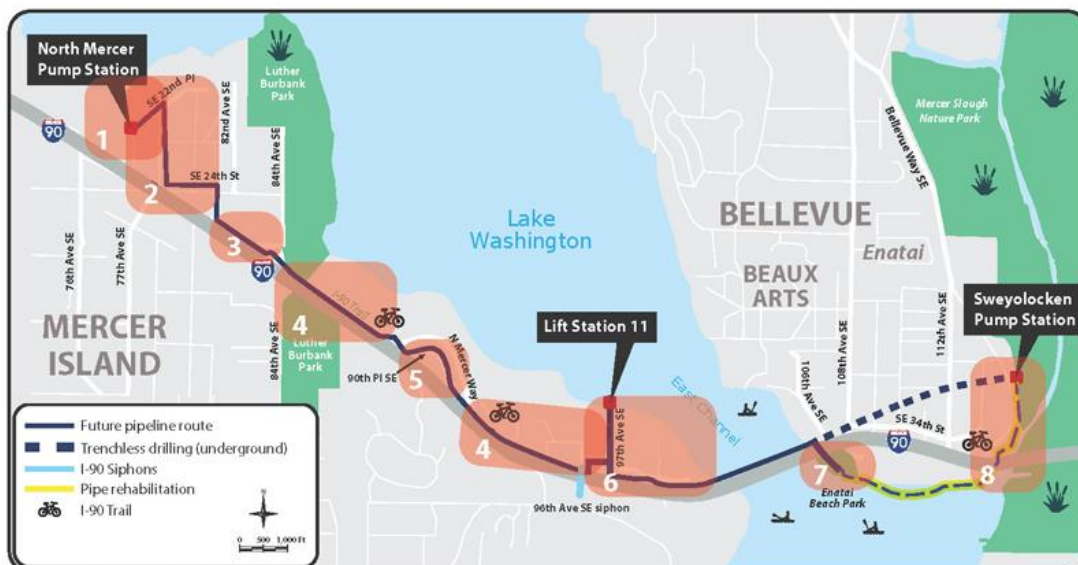 North Mercer
Pump Station
SE 22nd Pl
82nd Ave SE
Luther
Burbank
Park
84th Ave SE
90
1
2
SE 24th St
3
90
76th Ave SE
77th Ave SE
MERCER
ISLAND
84th Ave SE
4
Luther
Burbank
Park
I-90 Trail
90th Pl SE
5
N Mercer Way
4
Lake
Washington
Lift Station 11
97th Ave SE
6
96th Ave SE siphon
East Channel
BELLEVUE
Enatai
BEAUX
ARTS
Bellevue Way SE
Mercer Slough
Nature Park
Sweyolocken
Pump Station
106th Ave SE
108th Ave SE
112th Ave SE
SE 34th St
90
7
Enatai
Beach Park
8
Future pipeline route
Trenchless drilling (underground)
I-90 Siphons
Pipe rehabilitation
I-90 Trail
N
0 500 1,000 Ft